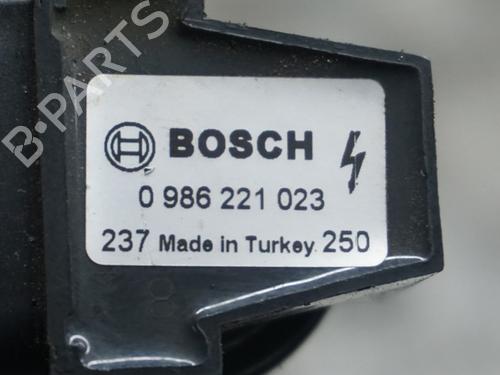 B-PARTS
BOSCH
0 986 221 023
237 Made in Turkey. 250